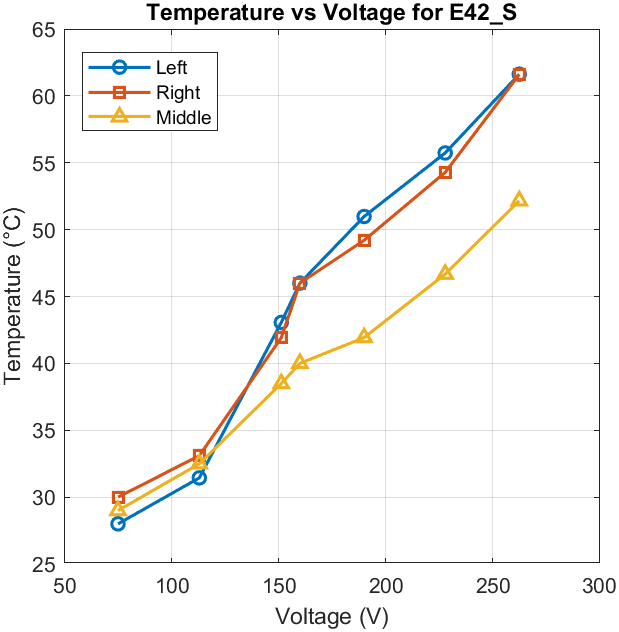 Temperature vs Voltage for E42_S
Left
Right
Middle
65
60
55
50
45
40
35
30
25
Temperature (°C)
50 100 150 200 250 300
Voltage (V)